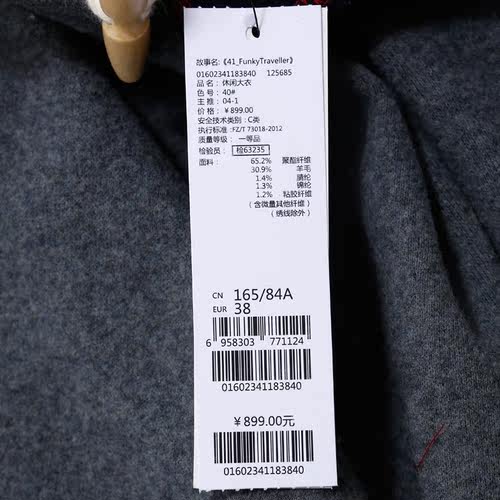 故事名:《41_FunkyTraveller》
01602341183840 125685
品 名: 休闲大衣
色 号: 40#
主 推: 04-1
价 格: ￥899.00
安全技术类别: C类
执行标准 :FZ/T 73018-2012
质量等级: 一等品
检验员: 检63235
面料: 65.2% 聚酯纤维
30.9% 羊毛
1.4% 腈纶
1.3% 锦纶
1.2% 粘胶纤维
(含微量其他纤维)
(绣线除外)
CN 165/84A
EUR 38
6 958303 771124
01602341183840
￥899.00元
01602341183840